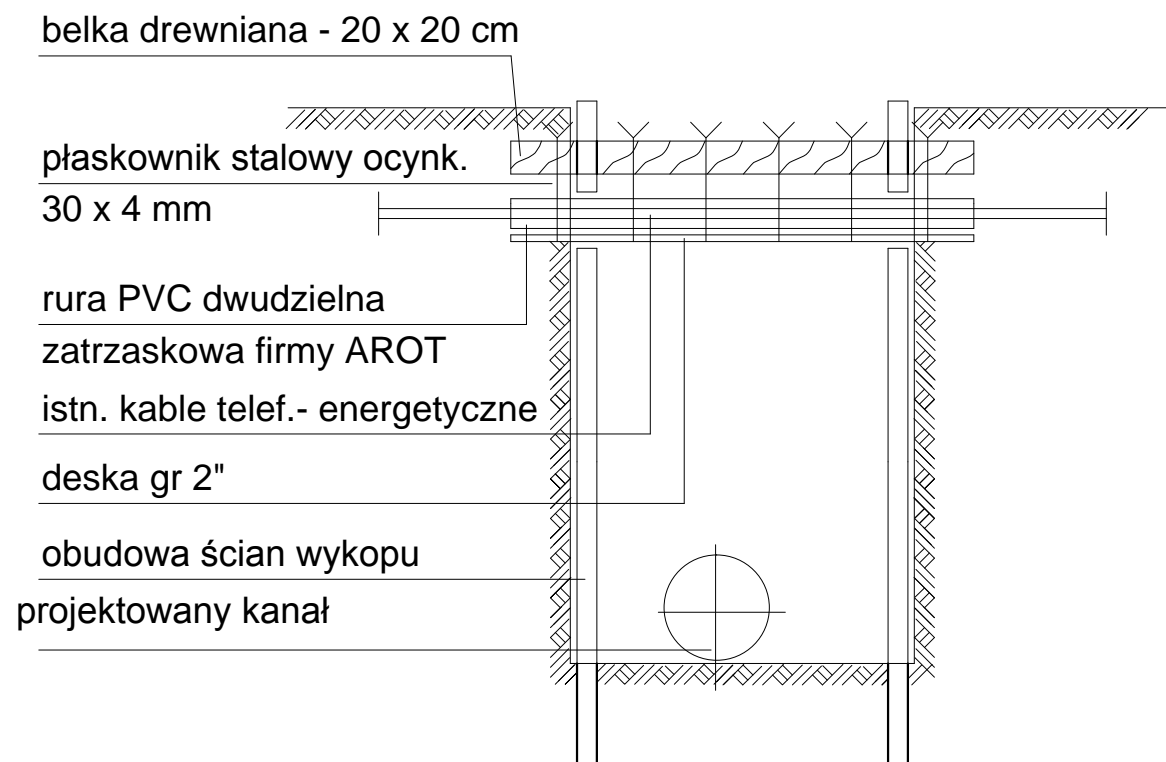 belka drewniana - 20 x 20 cm
płaskownik stalowy ocynk.
30 x 4 mm
rura PVC dwudzielna
zatrzaskowa firmy AROT
istn. kable telef.- energetyczne
deska gr 2"
obudowa ścian wykopu
projektowany kanał